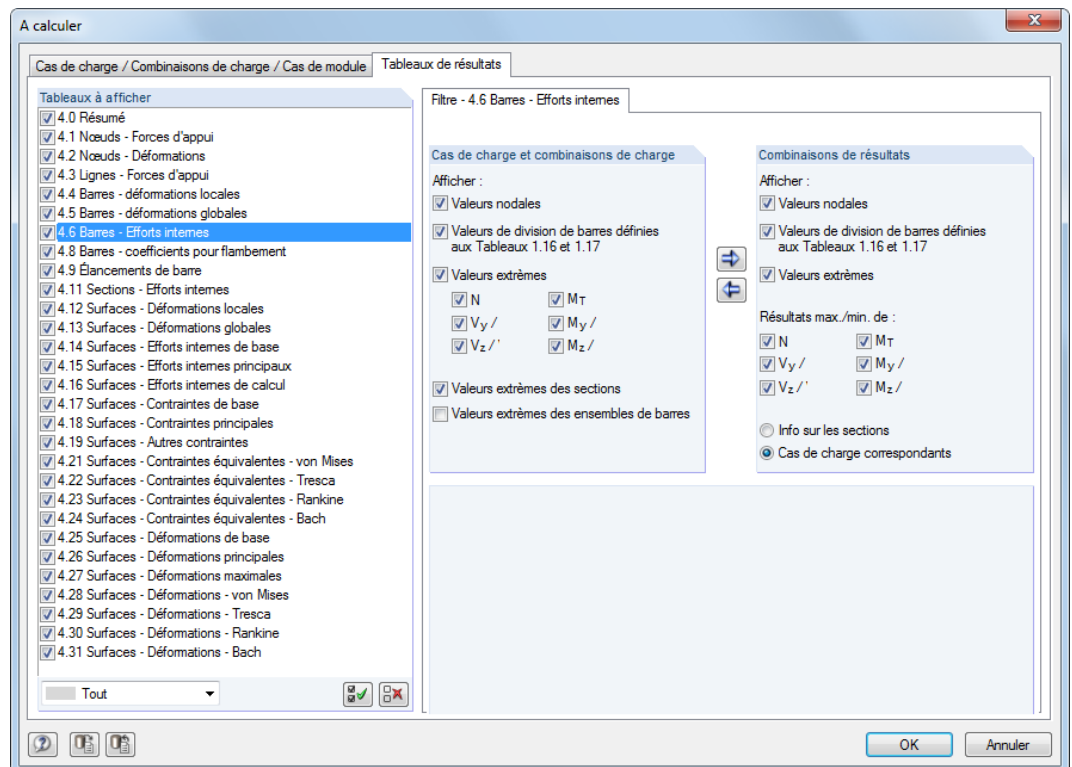 A calculer
Cas de charge / Combinaisons de charge / Cas de module
Tableaux de résultats
Tableaux à afficher
4.0 Résumé
4.1 Nœuds - Forces d'appui
4.2 Nœuds - Déformations
4.3 Lignes - Forces d'appui
4.4 Barres - déformations locales
4.5 Barres - déformations globales
4.6 Barres - Efforts internes
4.8 Barres - coefficients pour flambement
4.9 Élancements de barre
4.11 Sections - Efforts internes
4.12 Surfaces - Déformations locales
4.13 Surfaces - Déformations globales
4.14 Surfaces - Efforts internes de base
4.15 Surfaces - Efforts internes principaux
4.16 Surfaces - Efforts internes de calcul
4.17 Surfaces - Contraintes de base
4.18 Surfaces - Contraintes principales
4.19 Surfaces - Autres contraintes
4.21 Surfaces - Contraintes équivalentes - von Mises
4.22 Surfaces - Contraintes équivalentes - Tresca
4.23 Surfaces - Contraintes équivalentes - Rankine
4.24 Surfaces - Contraintes équivalentes - Bach
4.25 Surfaces - Déformations de base
4.26 Surfaces - Déformations principales
4.27 Surfaces - Déformations maximales
4.28 Surfaces - Déformations - von Mises
4.29 Surfaces - Déformations - Tresca
4.30 Surfaces - Déformations - Rankine
4.31 Surfaces - Déformations - Bach
Tout
Filtre - 4.6 Barres - Efforts internes
Cas de charge et combinaisons de charge
Afficher :
Valeurs nodales
Valeurs de division de barres définies
aux Tableaux 1.16 et 1.17
Valeurs extrêmes
N
MT
Vy /
My /
Vz / '
Mz /
Valeurs extrêmes des sections
Valeurs extrêmes des ensembles de barres
Combinaisons de résultats
Afficher :
Valeurs nodales
Valeurs de division de barres définies
aux Tableaux 1.16 et 1.17
Valeurs extrêmes
Résultats max./min. de :
N
MT
Vy /
My /
Vz / '
Mz /
Info sur les sections
Cas de charge correspondants
OK
Annuler